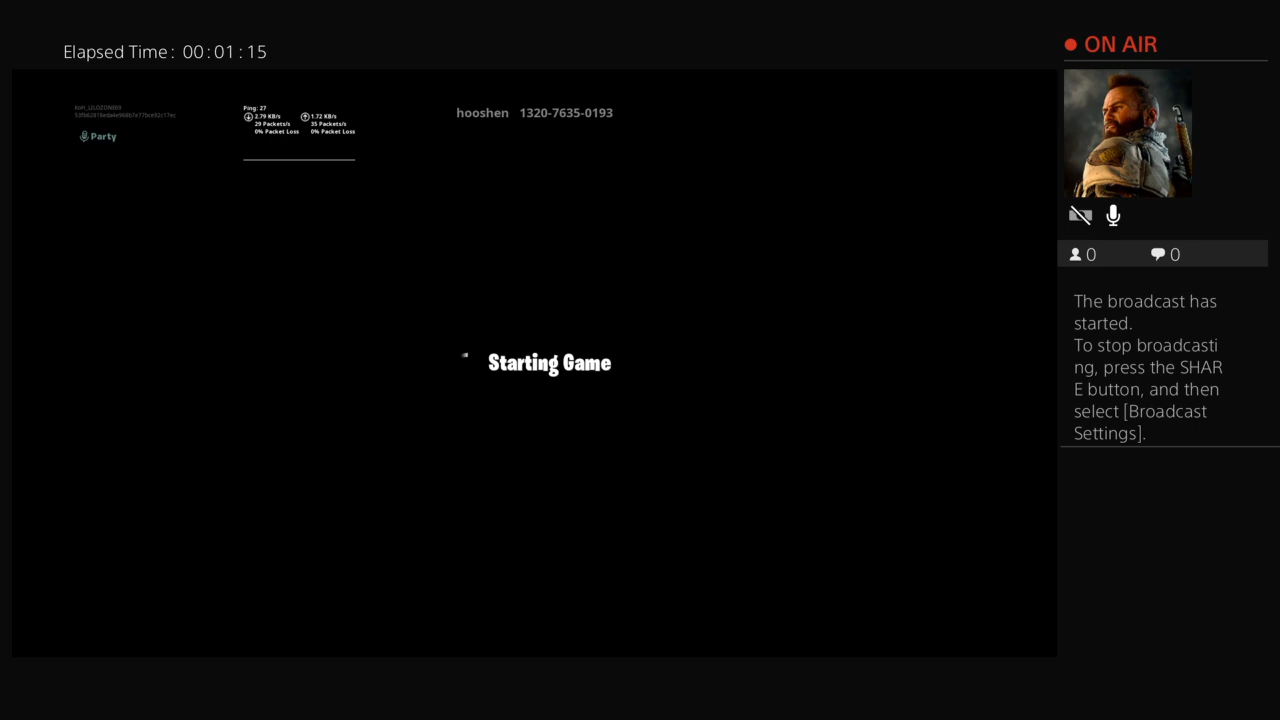 Elapsed Time: 00:01:15
ON AIR
Ping: 27
2.79 KB/s
29 Packets/s
0% Packet Loss
1.72 KB/s
35 Packets/s
0% Packet Loss
hooshen 1320-7635-0193
Party
0
0
The broadcast has
started.
To stop broadcasti
ng, press the SHAR
E button, and then
select [Broadcast
Settings].
Starting Game